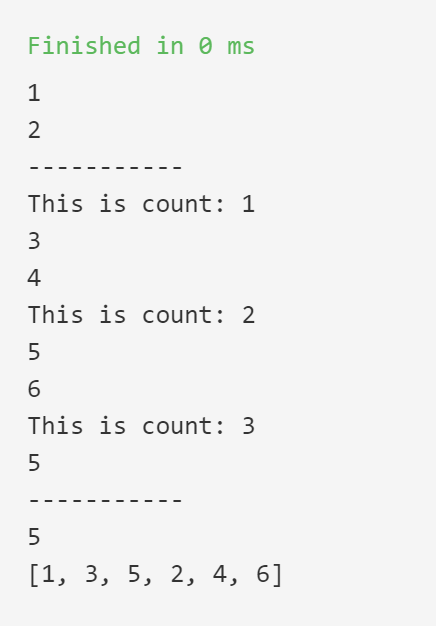 Finished in 0 ms
1
2
-----------
This is count: 1
3
4
This is count: 2
5
6
This is count: 3
5
-----------
5
[1, 3, 5, 2, 4, 6]